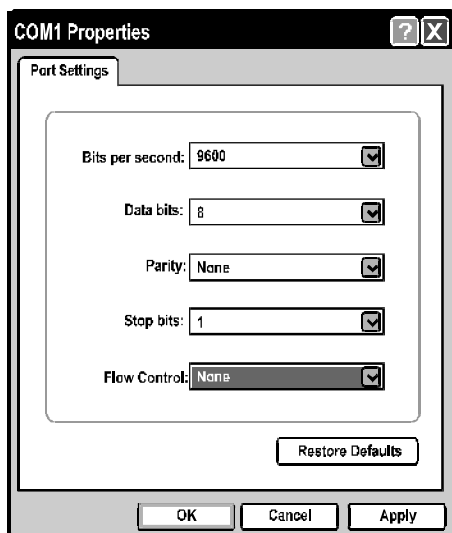 COM1 Properties ? X
Port Settings
Bits per second: 9600
Data bits: 8
Parity: None
Stop bits: 1
Flow Control: None
Restore Defaults
OK Cancel Apply